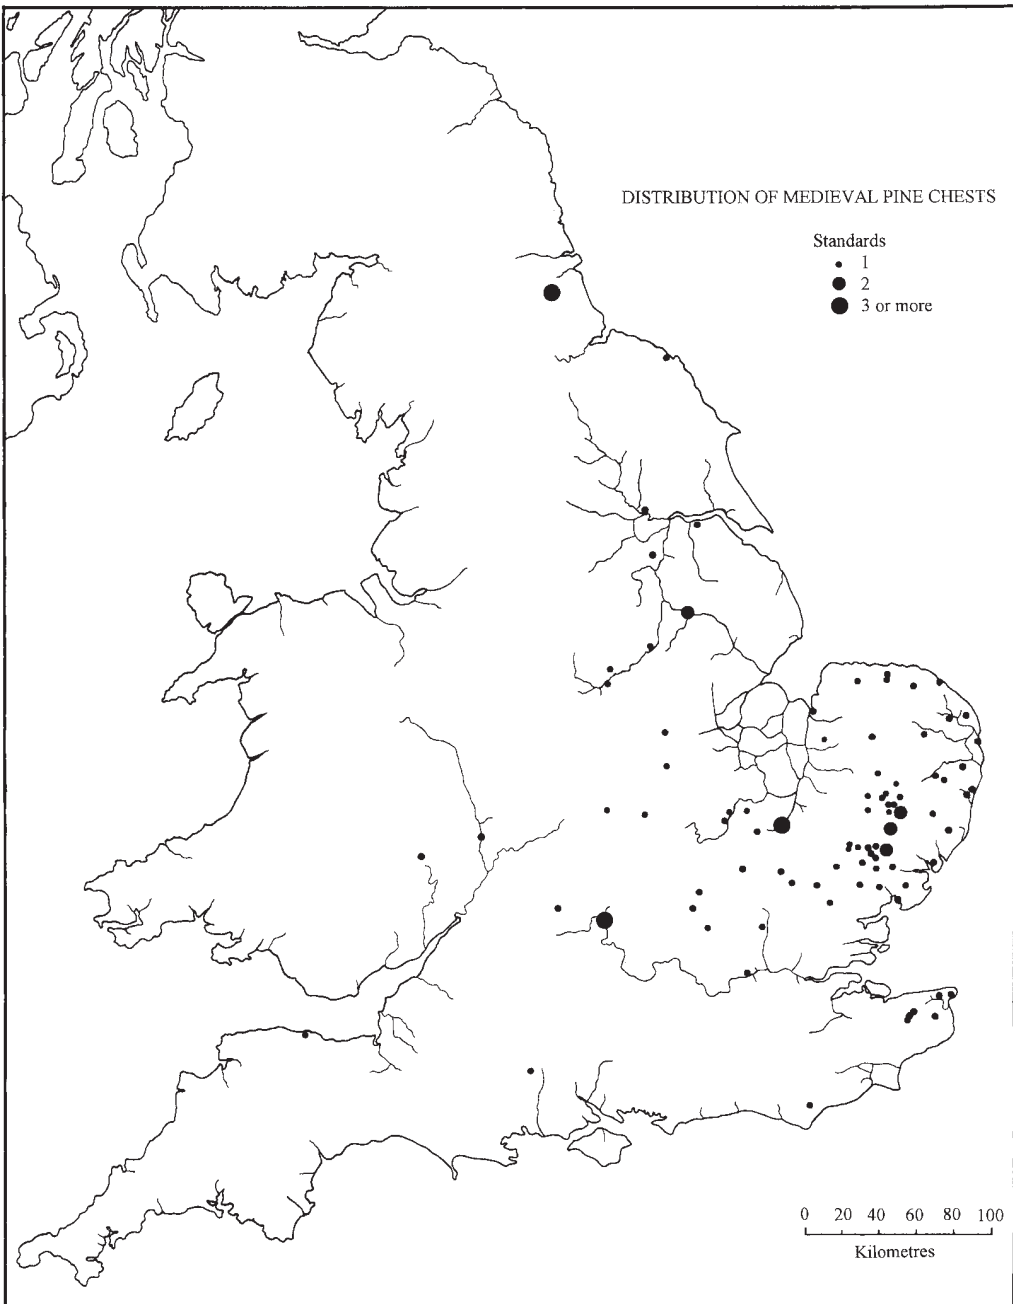 DISTRIBUTION OF MEDIEVAL PINE CHESTS
Standards
1
2
3 or more
0 20 40 60 80 100
Kilometres